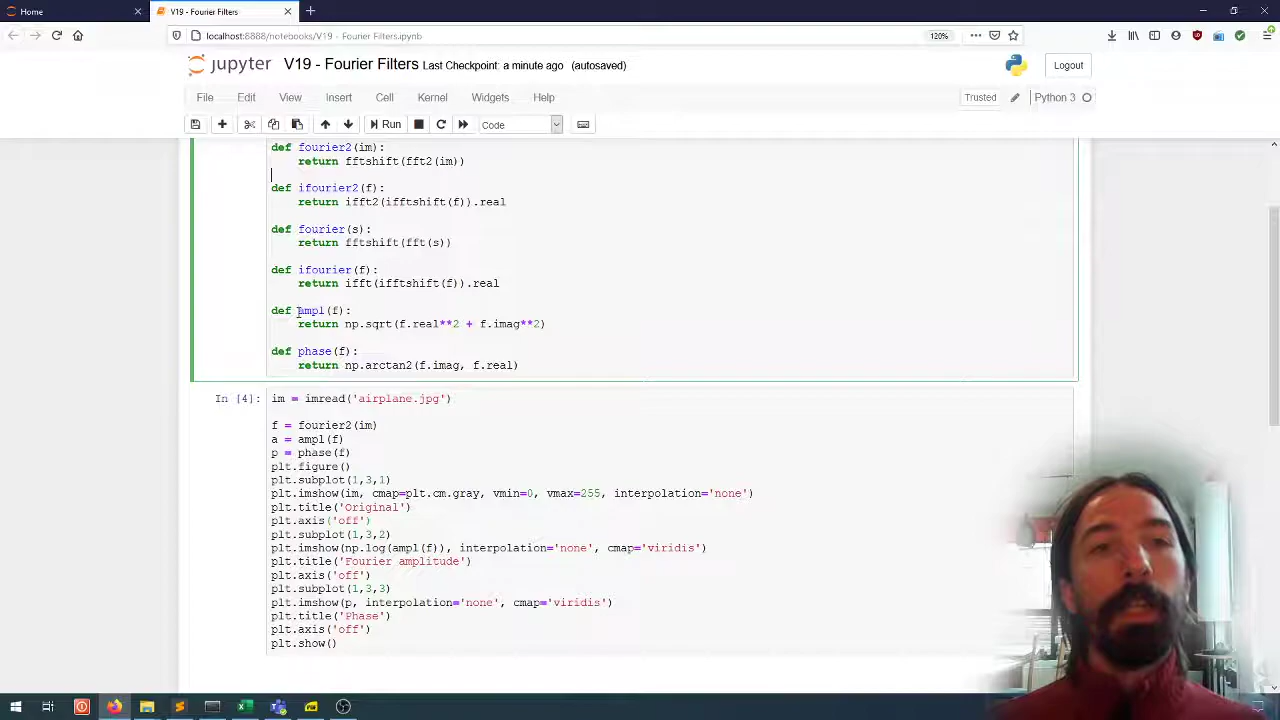 Home
V19 - Fourier Filters
localhost:8888/notebooks/V19 - Fourier Filters.ipynb
120%
jupyter V19 - Fourier Filters Last Checkpoint: a minute ago (autosaved)
Logout
File Edit View Insert Cell Kernel Widgets Help
Trusted
Python 3
Run
Code
def fourier2(im):
return fftshift(fft2(im))
def ifourier2(f):
return ifft2(ifftshift(f)).real
def fourier(s):
return fftshift(fft(s))
def ifourier(f):
return ifft(ifftshift(f)).real
def ampl(f):
return np.sqrt(f.real**2 + f.imag**2)
def phase(f):
return np.arctan2(f.imag, f.real)
In [4]:
im = imread('airplane.jpg')
f = fourier2(im)
a = ampl(f)
p = phase(f)
plt.figure()
plt.subplot(1,3,1)
plt.imshow(im, cmap=plt.cm.gray, vmin=0, vmax=255, interpolation='none')
plt.title('Original')
plt.axis('off')
plt.subplot(1,3,2)
plt.imshow(np.log(ampl(f)), interpolation='none', cmap='viridis')
plt.title('Fourier amplitude')
plt.axis('off')
plt.subplot(1,3,3)
plt.imshow(p, interpolation='none', cmap='viridis')
plt.title('Phase')
plt.axis('off')
plt.show()